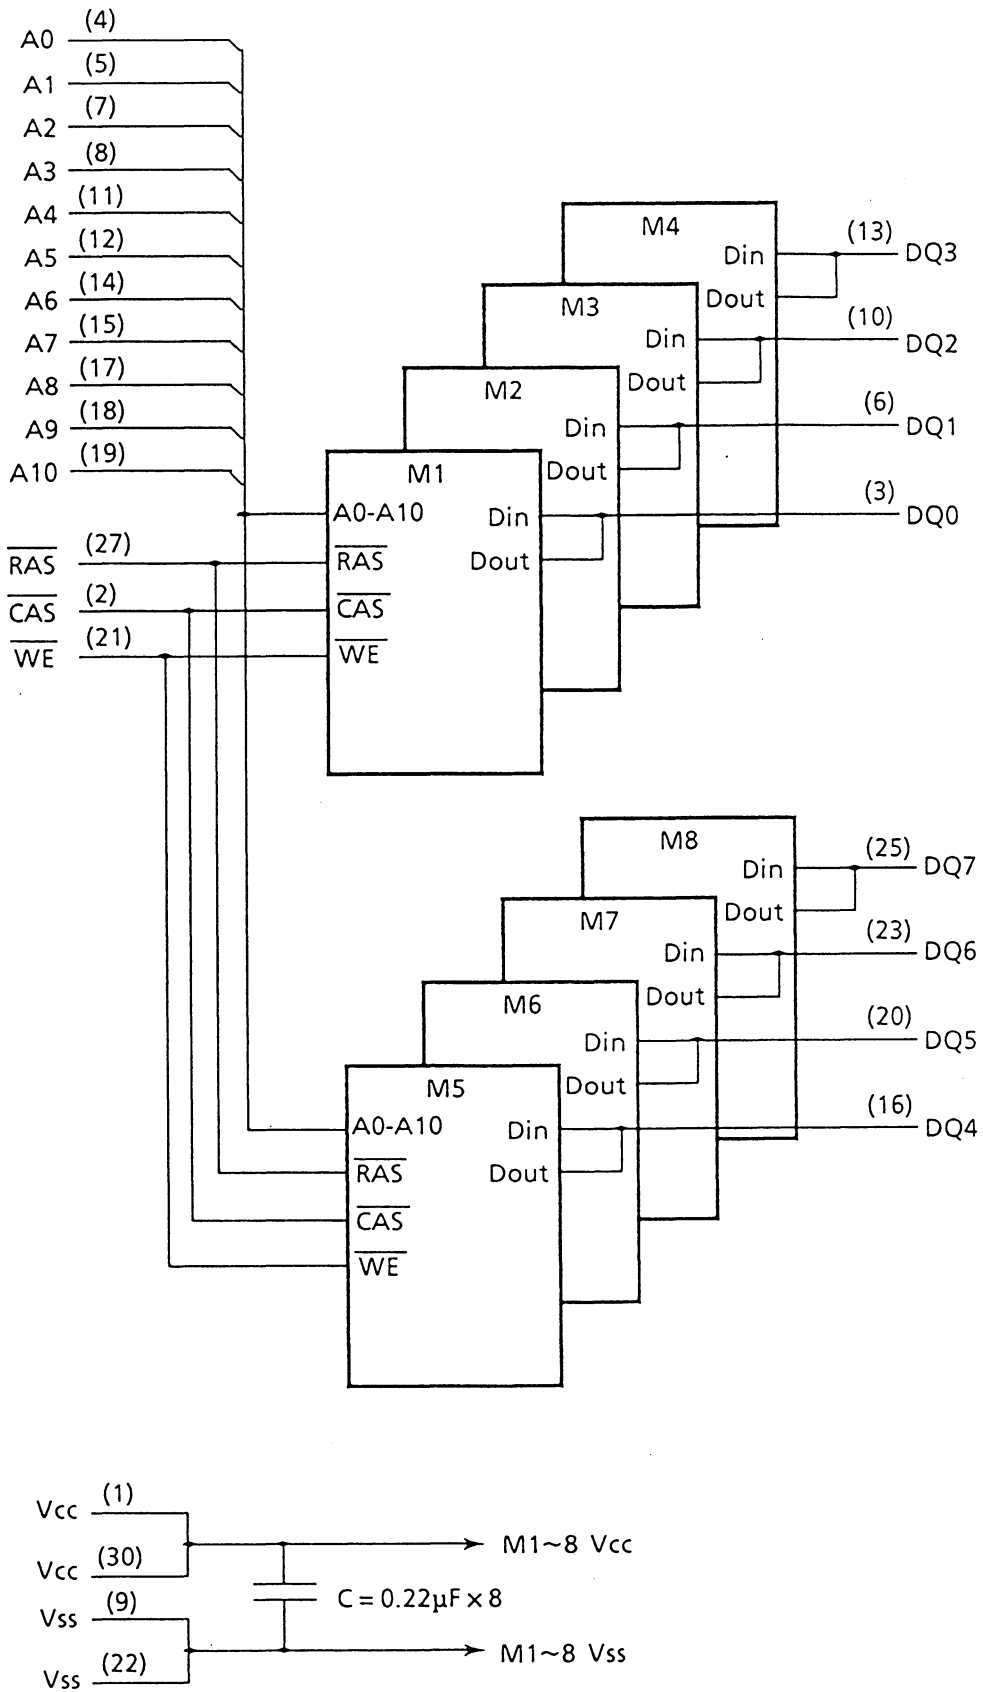 A0 (4)
A1 (5)
A2 (7)
A3 (8)
A4 (11)
A5 (12)
A6 (14)
A7 (15)
A8 (17)
A9 (18)
A10 (19)
RAS (27)
CAS (2)
WE (21)
M4
Din (13) DQ3
Dout
M3
Din (10) DQ2
Dout
M2
Din (6) DQ1
Dout
M1
A0-A10 Din (3) DQ0
RAS Dout
CAS
WE
M8
Din (25) DQ7
Dout
M7
Din (23) DQ6
Dout
M6
Din (20) DQ5
Dout
M5
A0-A10 Din (16) DQ4
RAS Dout
CAS
WE
Vcc (1)
M1~8 Vcc
Vcc (30)
C=0.22µF×8
Vss (9)
M1~8 Vss
Vss (22)